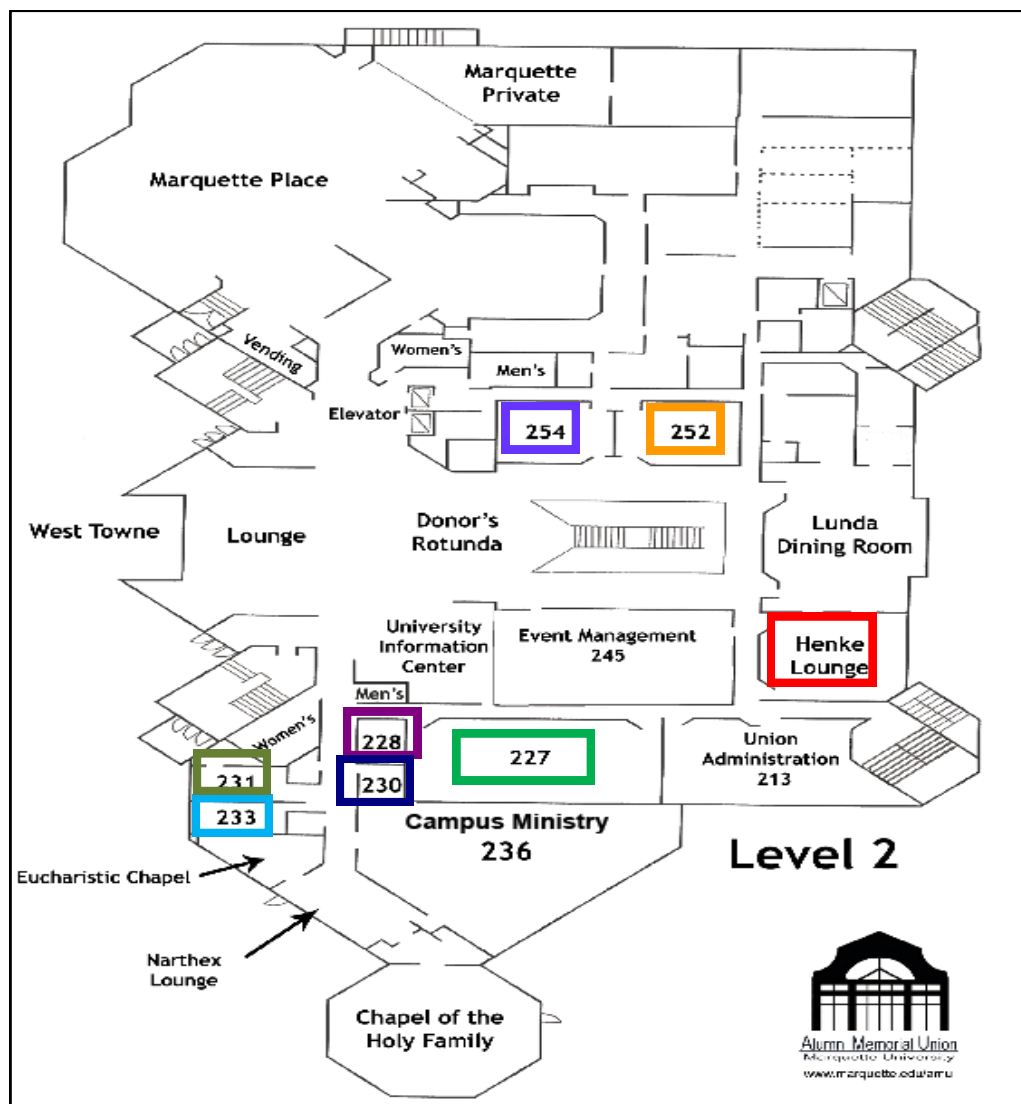 Marquette
Private
Marquette Place
Vending
Women's
Men's
Elevator
254
252
West Towne
Lounge
Donor's
Rotunda
Lunda
Dining Room
University
Information
Center
Event Management
245
Henke
Lounge
Men's
Women's
228
227
Union
Administration
213
231
230
233
Campus Ministry
236
Level 2
Eucharistic Chapel
Narthex
Lounge
Chapel of the
Holy Family
Alumn Memorial Union
Marquette University
www.marquette.edu/amu